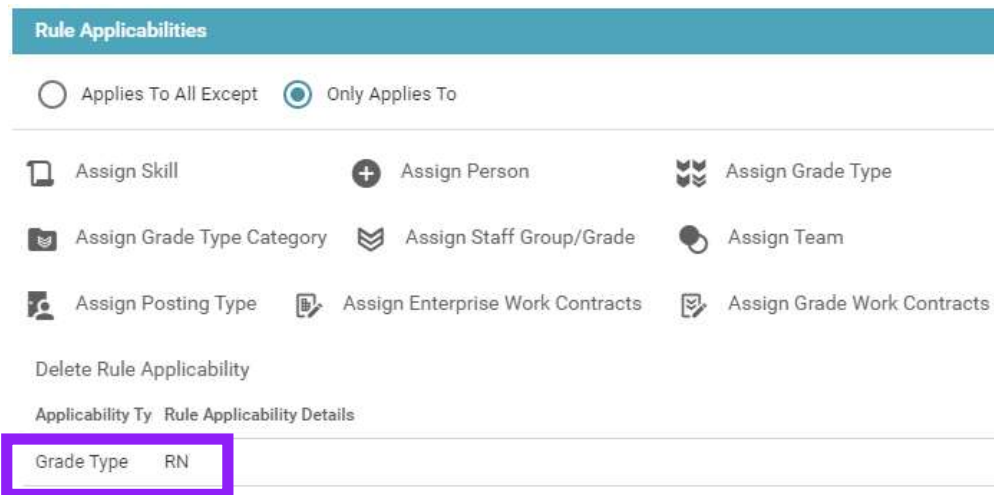 Rule Applicabilities
Applies To All Except Only Applies To
Assign Skill Assign Person Assign Grade Type
Assign Grade Type Category Assign Staff Group/Grade Assign Team
Assign Posting Type Assign Enterprise Work Contracts Assign Grade Work Contracts
Delete Rule Applicability
Applicability Ty Rule Applicability Details
Grade Type RN